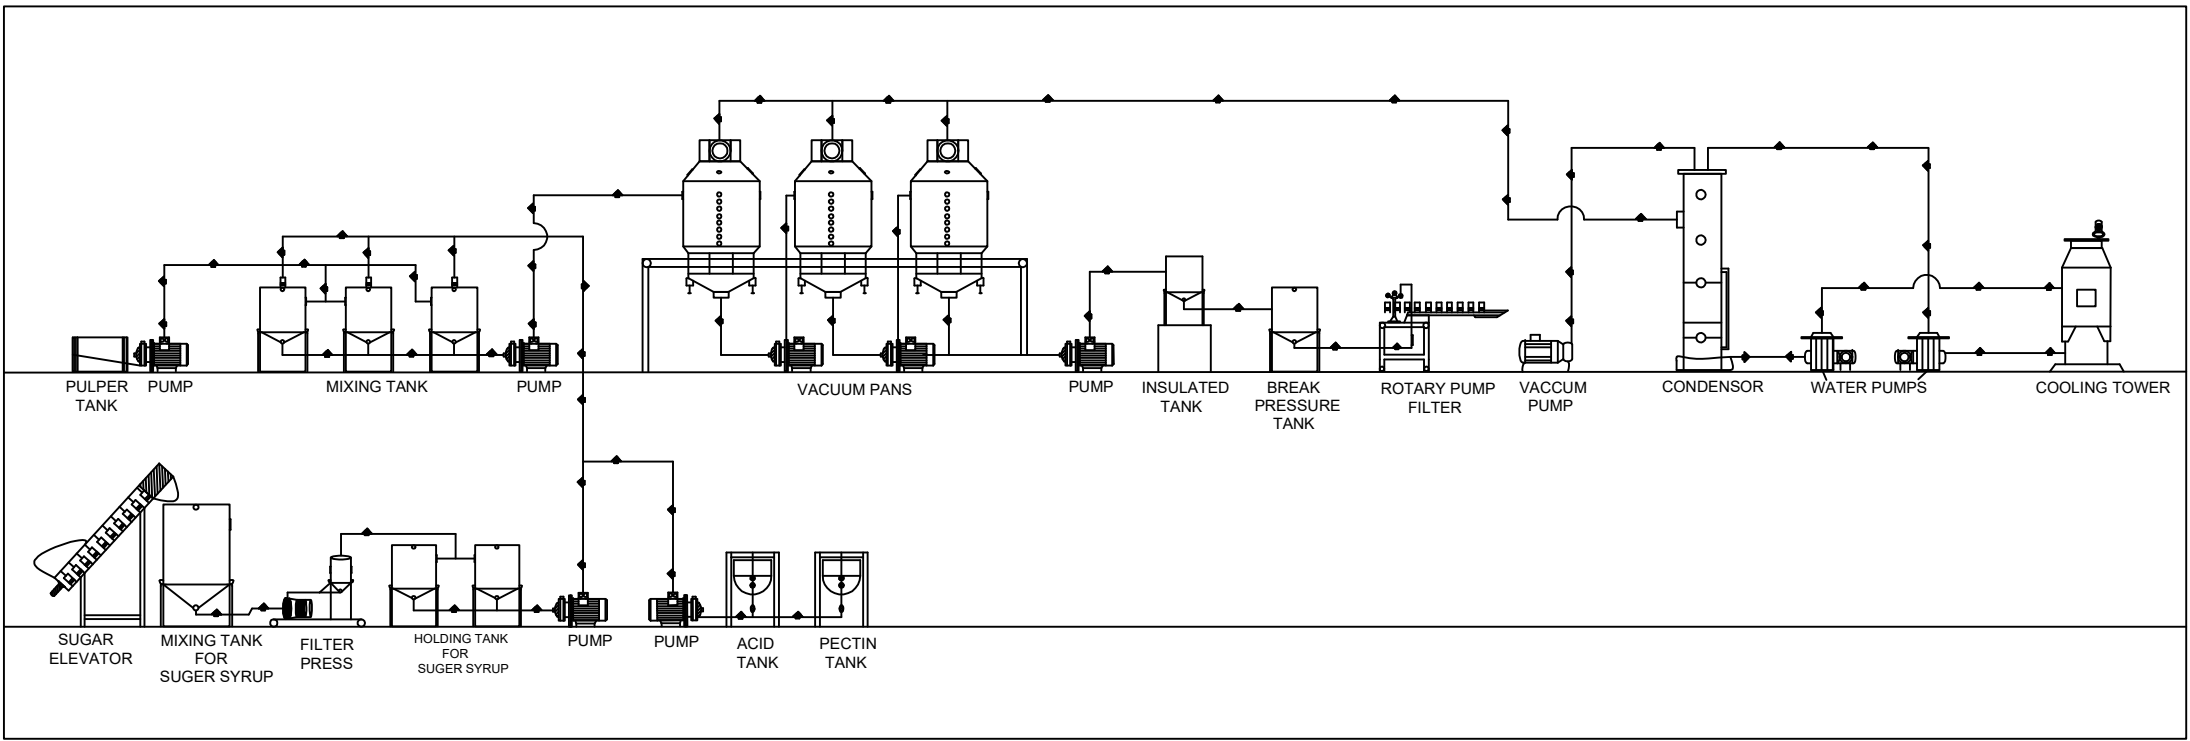 PULPER
TANK
PUMP
MIXING TANK
PUMP
VACUUM PANS
PUMP
INSULATED
TANK
BREAK
PRESSURE
TANK
ROTARY PUMP
FILTER
VACCUM
PUMP
CONDENSOR
WATER PUMPS
COOLING TOWER
SUGAR
ELEVATOR
MIXING TANK
FOR
SUGER SYRUP
FILTER
PRESS
HOLDING TANK
FOR
SUGER SYRUP
PUMP
PUMP
ACID
TANK
PECTIN
TANK